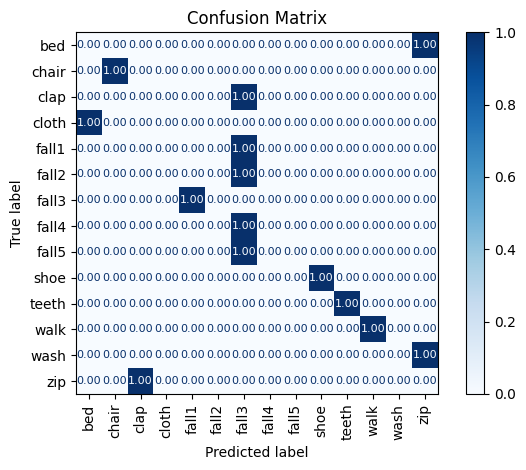 Confusion Matrix
bed 0.00 0.00 0.00 0.00 0.00 0.00 0.00 0.00 0.00 0.00 0.00 0.00 0.00 1.00
chair 0.00 1.00 0.00 0.00 0.00 0.00 0.00 0.00 0.00 0.00 0.00 0.00 0.00 0.00
clap 0.00 0.00 0.00 0.00 0.00 0.00 1.00 0.00 0.00 0.00 0.00 0.00 0.00 0.00
cloth 1.00 0.00 0.00 0.00 0.00 0.00 0.00 0.00 0.00 0.00 0.00 0.00 0.00 0.00
fall1 0.00 0.00 0.00 0.00 0.00 0.00 1.00 0.00 0.00 0.00 0.00 0.00 0.00 0.00
fall2 0.00 0.00 0.00 0.00 0.00 0.00 1.00 0.00 0.00 0.00 0.00 0.00 0.00 0.00
fall3 0.00 0.00 0.00 0.00 1.00 0.00 0.00 0.00 0.00 0.00 0.00 0.00 0.00 0.00
fall4 0.00 0.00 0.00 0.00 0.00 0.00 1.00 0.00 0.00 0.00 0.00 0.00 0.00 0.00
fall5 0.00 0.00 0.00 0.00 0.00 0.00 1.00 0.00 0.00 0.00 0.00 0.00 0.00 0.00
shoe 0.00 0.00 0.00 0.00 0.00 0.00 0.00 0.00 0.00 1.00 0.00 0.00 0.00 0.00
teeth 0.00 0.00 0.00 0.00 0.00 0.00 0.00 0.00 0.00 0.00 1.00 0.00 0.00 0.00
walk 0.00 0.00 0.00 0.00 0.00 0.00 0.00 0.00 0.00 0.00 0.00 1.00 0.00 0.00
wash 0.00 0.00 0.00 0.00 0.00 0.00 0.00 0.00 0.00 0.00 0.00 0.00 0.00 1.00
zip 0.00 0.00 1.00 0.00 0.00 0.00 0.00 0.00 0.00 0.00 0.00 0.00 0.00 0.00
bed chair clap cloth fall1 fall2 fall3 fall4 fall5 shoe teeth walk wash zip
Predicted label
True label
1.0
0.8
0.6
0.4
0.2
0.0